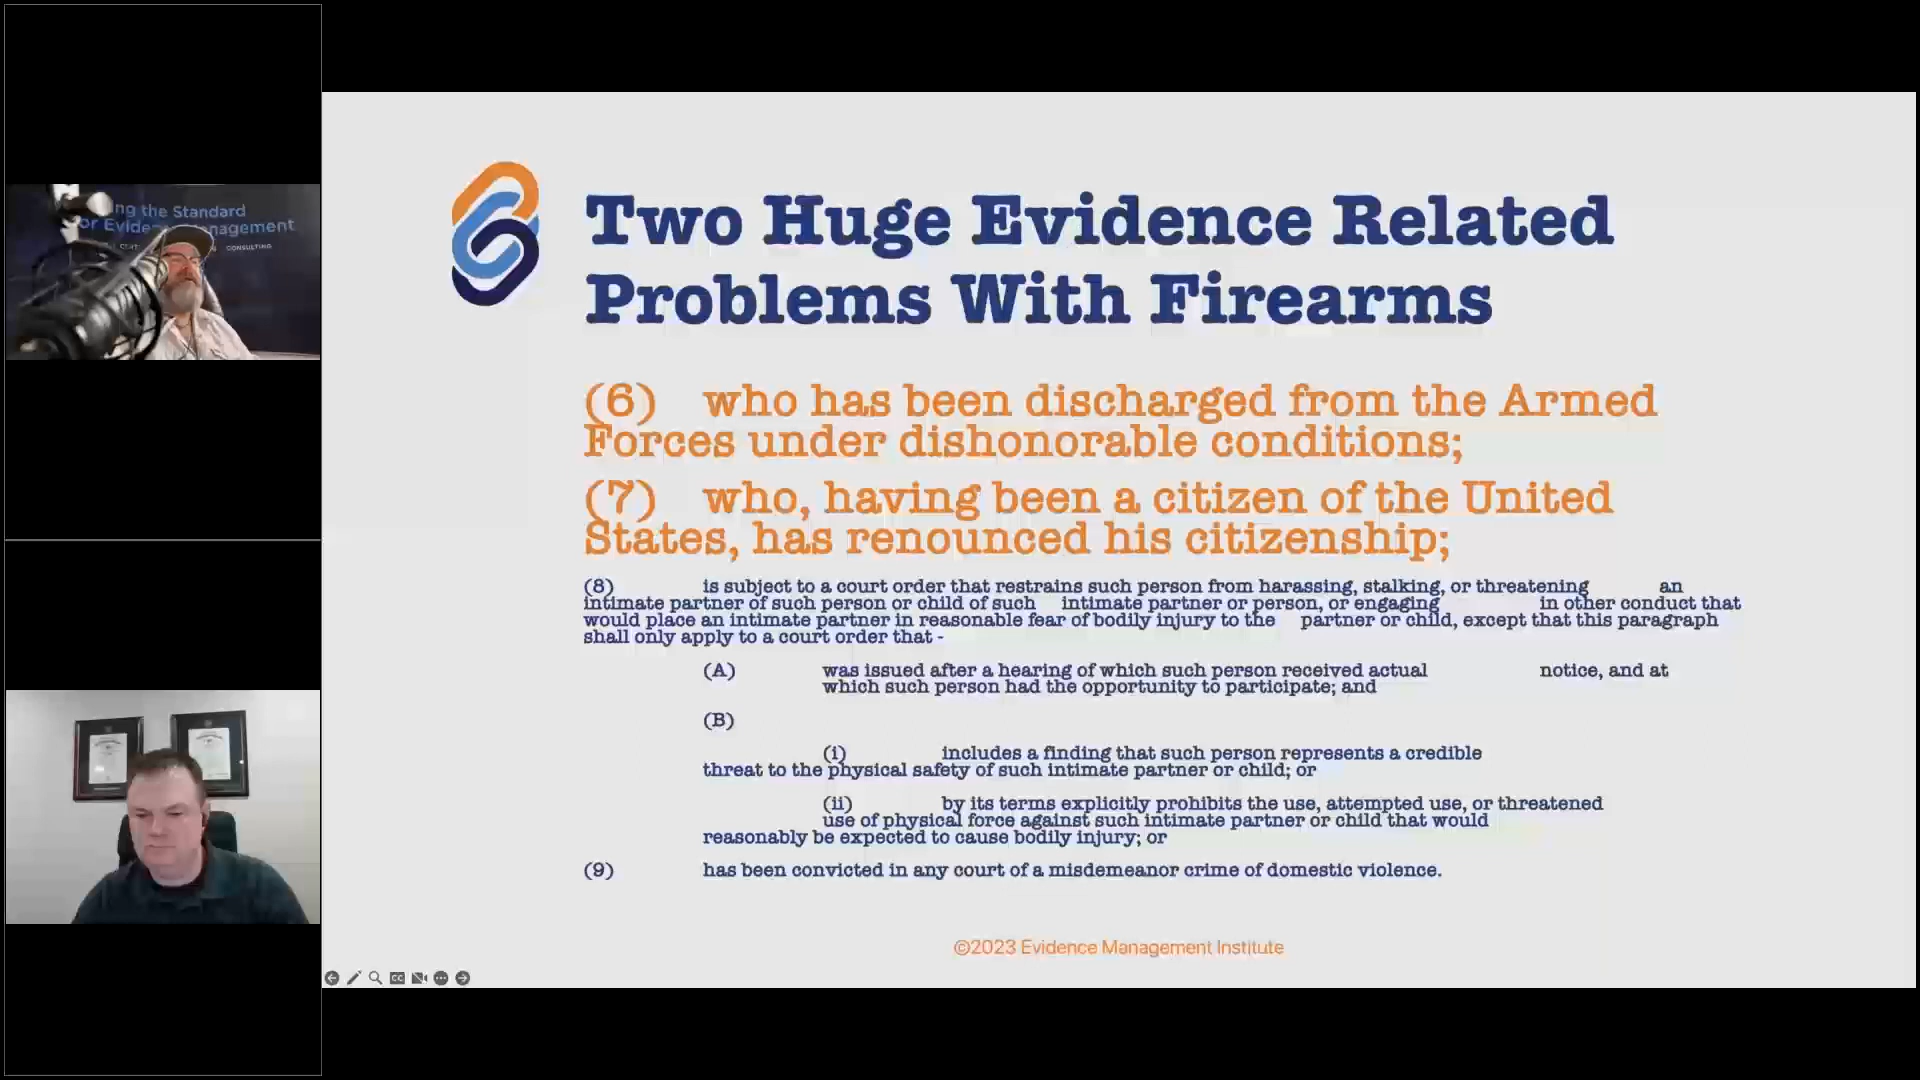 ng the Standard
or Evide nagement
CONSULTING
Two Huge Evidence Related
Problems With Firearms
(6) who has been discharged from the Armed
Forces under dishonorable conditions;
(7) who, having been a citizen of the United
States, has renounced his citizenship;
(8) is subject to a court order that restrains such person from harassing, stalking, or threatening an
intimate partner of such person or child of such intimate partner or person, or engaging in other conduct that
would place an intimate partner in reasonable fear of bodily injury to the partner or child, except that this paragraph
shall only apply to a court order that -
(A) was issued after a hearing of which such person received actual notice, and at
which such person had the opportunity to participate; and
(B)
(i) includes a finding that such person represents a credible
threat to the physical safety of such intimate partner or child; or
(ii) by its terms explicitly prohibits the use, attempted use, or threatened
use of physical force against such intimate partner or child that would
reasonably be expected to cause bodily injury; or
(9) has been convicted in any court of a misdemeanor crime of domestic violence.
©2023 Evidence Management Institute
CC